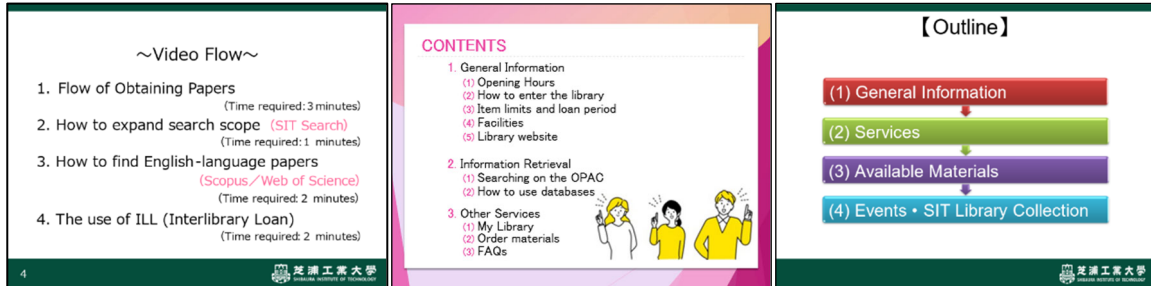 ～Video Flow～
1. Flow of Obtaining Papers
(Time required: 3 minutes)
2. How to expand search scope (SIT Search)
(Time required: 1 minutes)
3. How to find English-language papers
(Scopus／Web of Science)
(Time required: 2 minutes)
4. The use of ILL (Interlibrary Loan)
(Time required: 2 minutes)
4
芝浦工業大學
SHIBAURA INSTITUTE OF TECHNOLOGY
CONTENTS
1. General Information
(1) Opening Hours
(2) How to enter the library
(3) Item limits and loan period
(4) Facilities
(5) Library website
2. Information Retrieval
(1) Searching on the OPAC
(2) How to use databases
3. Other Services
(1) My Library
(2) Order materials
(3) FAQs
【Outline】
(1) General Information
(2) Services
(3) Available Materials
(4) Events・SIT Library Collection
芝浦工業大學
SHIBAURA INSTITUTE OF TECHNOLOGY